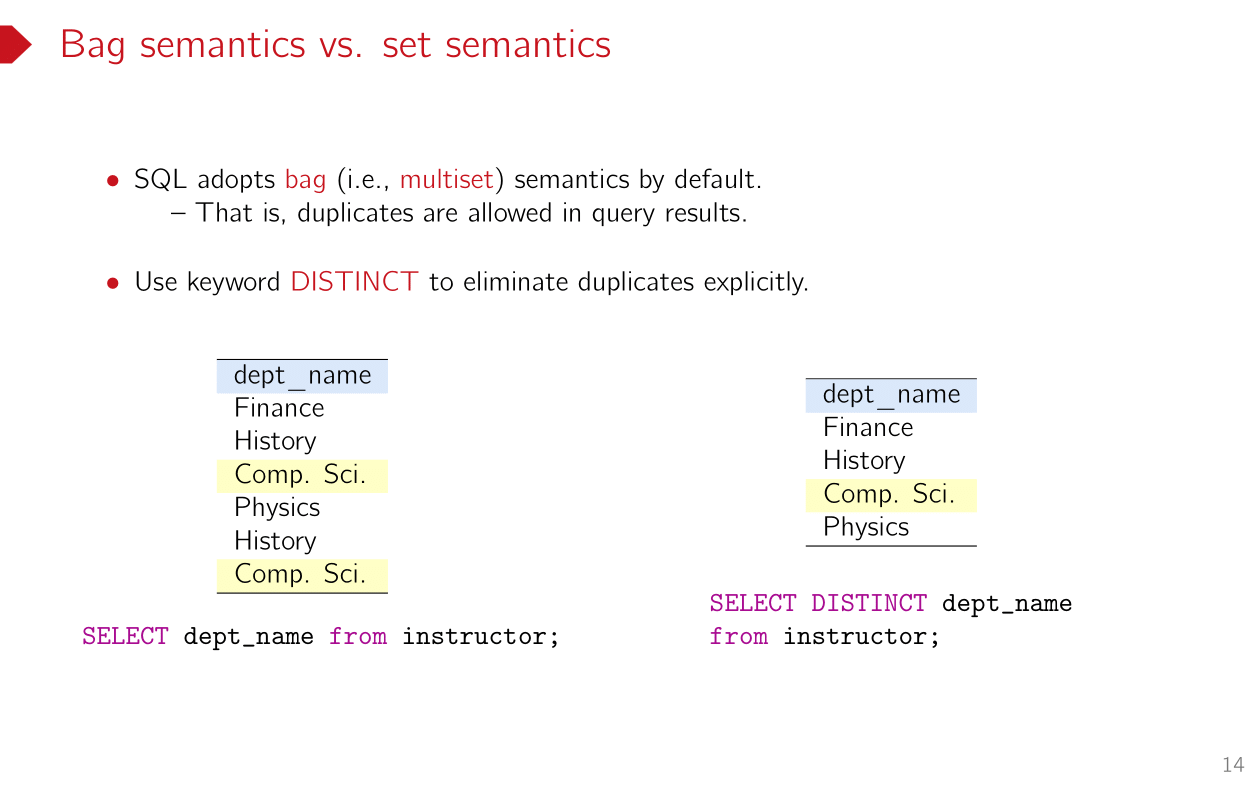 Bag semantics vs. set semantics
• SQL adopts bag (i.e., multiset) semantics by default.
– That is, duplicates are allowed in query results.
• Use keyword DISTINCT to eliminate duplicates explicitly.
dept_name
Finance
History
Comp. Sci.
Physics
History
Comp. Sci.
SELECT dept_name from instructor;
dept_name
Finance
History
Comp. Sci.
Physics
SELECT DISTINCT dept_name
from instructor;
14